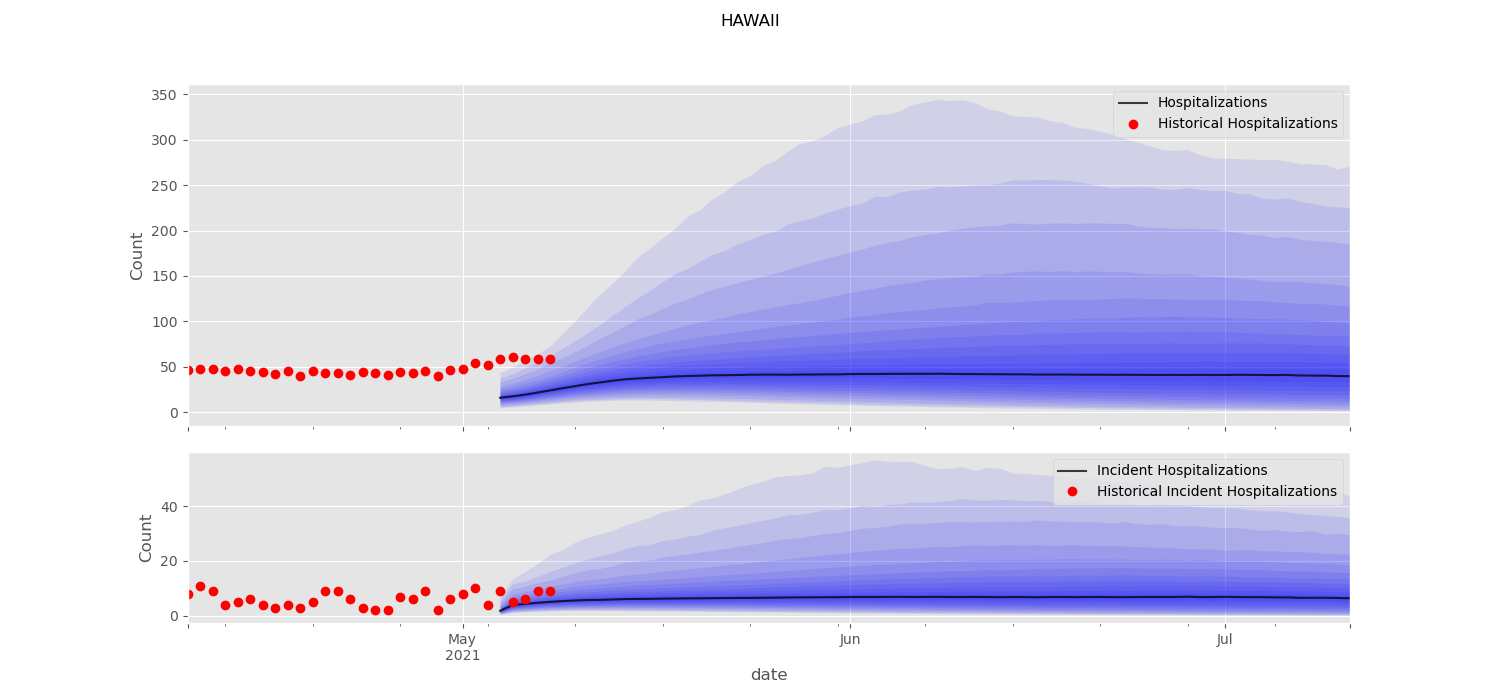 HAWAII
350
300
250
200
150
100
50
0
Count
Hospitalizations
Historical Hospitalizations
40
20
0
Count
Incident Hospitalizations
Historical Incident Hospitalizations
May
2021
Jun
Jul
date